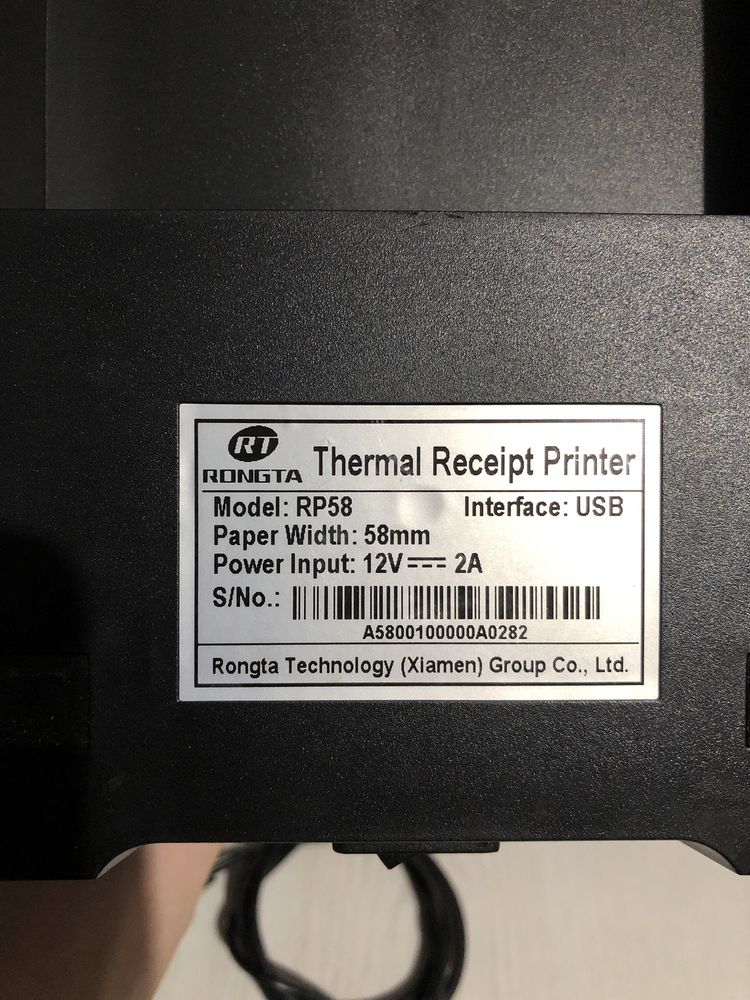 RT
RONGTA Thermal Receipt Printer
Model: RP58 Interface: USB
Paper Width: 58mm
Power Input: 12V⎓ 2A
S/No.:
A5800100000A0282
Rongta Technology (Xiamen) Group Co., Ltd.